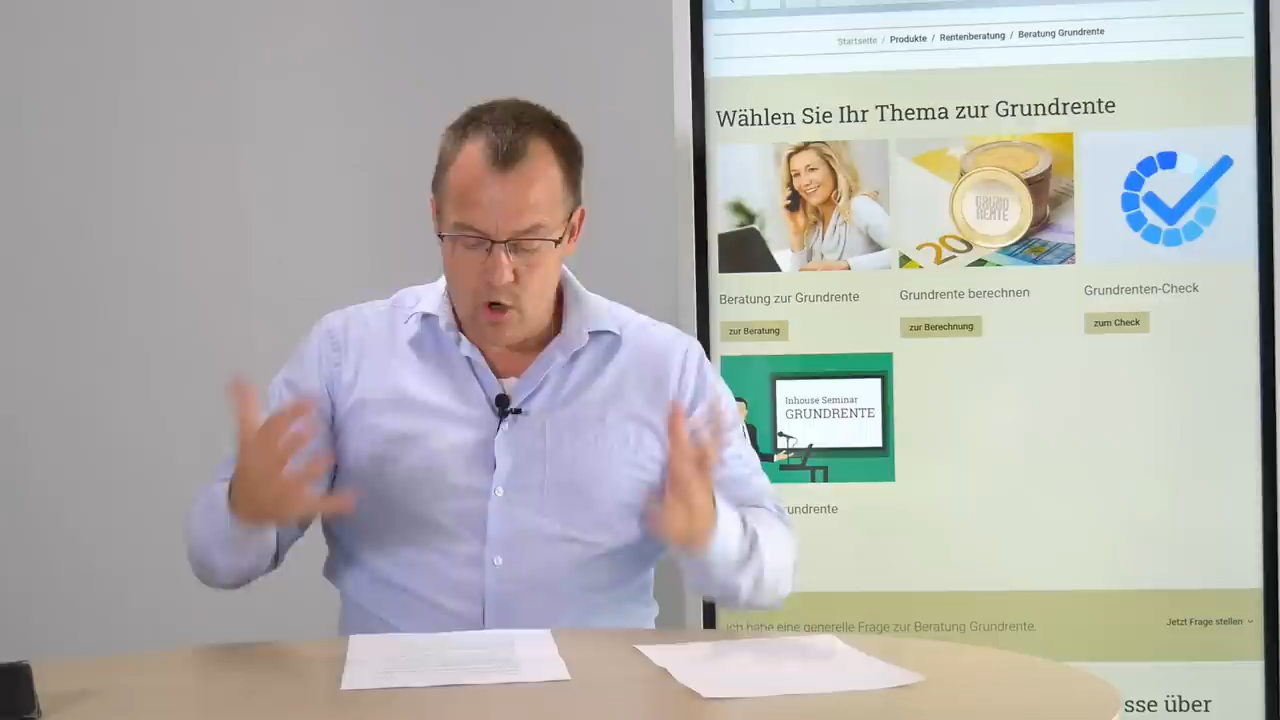 Startseite / Produkte / Rentenberatung / Beratung Grundrente
Wählen Sie Ihr Thema zur Grundrente
GRUND
RENTE
20
Beratung zur Grundrente
zur Beratung
Grundrente berechnen
zur Berechnung
Grundrenten-Check
zum Check
Inhouse Seminar
GRUNDRENTE
undrente
ich habe eine generelle Frage zur Beratung Grundrente.
Jetzt Frage stellen
sse über